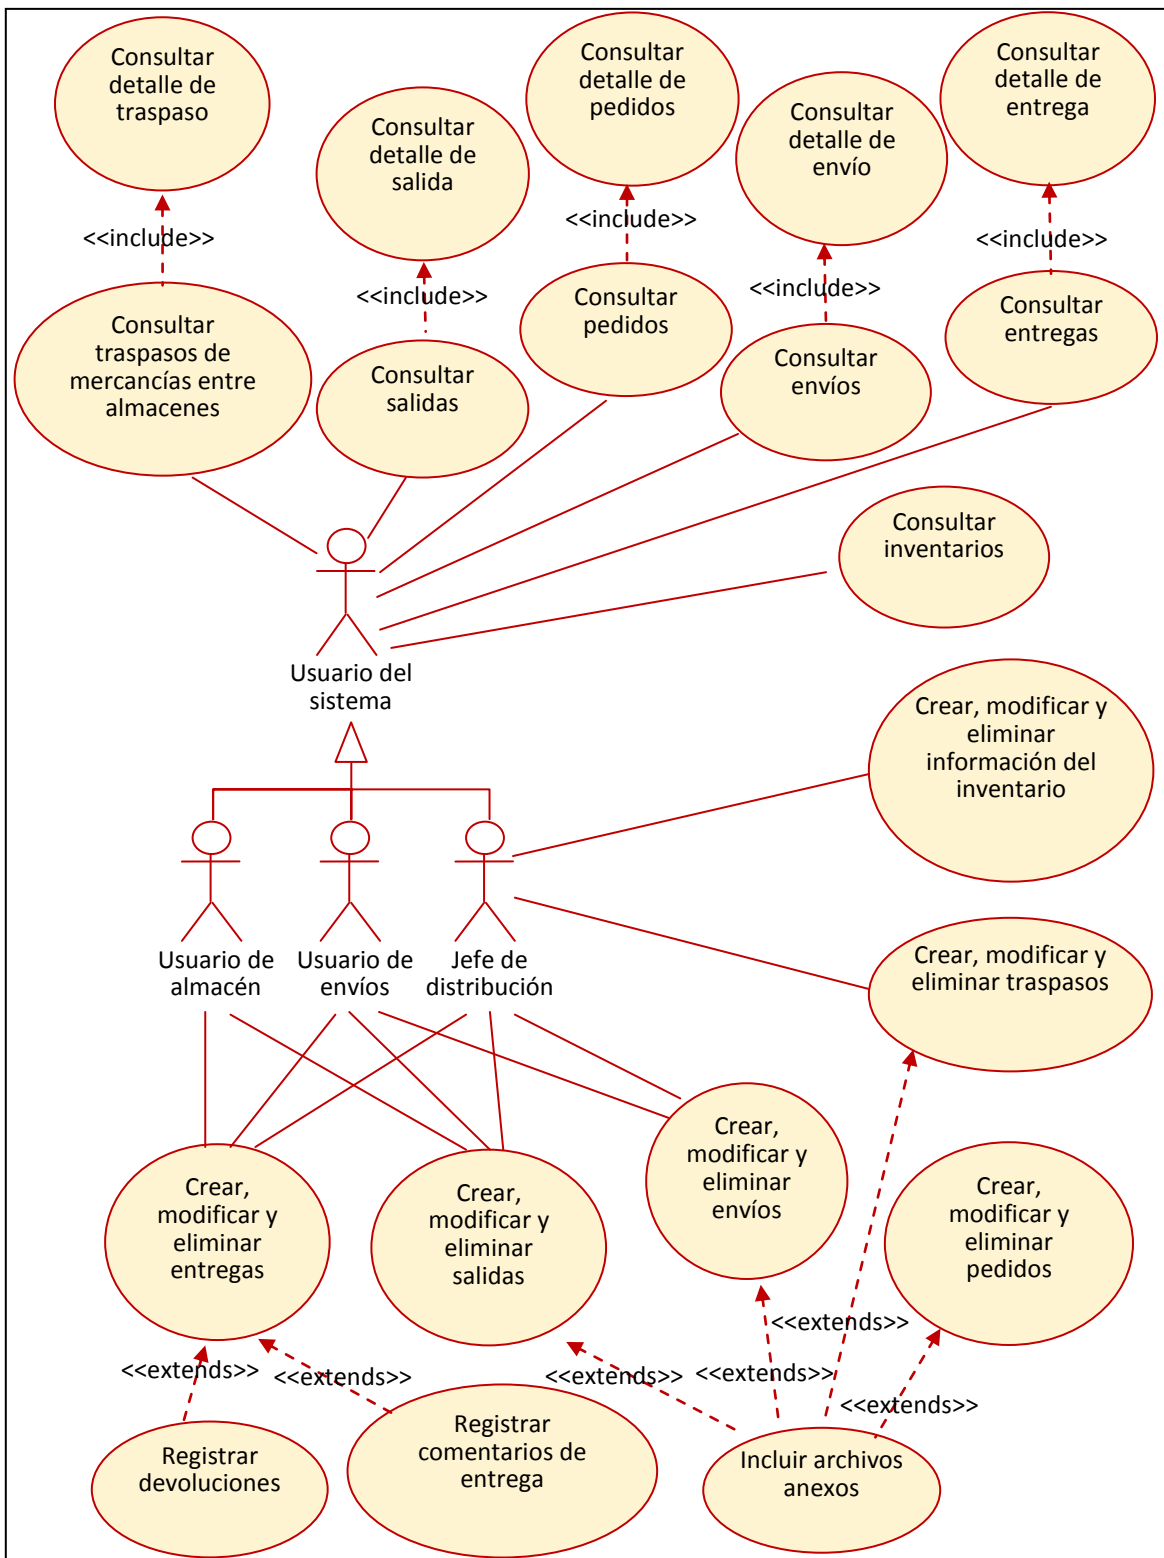 Consultar
detalle de
traspaso
Consultar
detalle de
salida
Consultar
detalle de
pedidos
Consultar
detalle de
envío
Consultar
detalle de
entrega
<<include>>
<<include>>
<<include>>
<<include>>
<<include>>
Consultar
traspasos de
mercancías entre
almacenes
Consultar
salidas
Consultar
pedidos
Consultar
envíos
Consultar
entregas
Consultar
inventarios
Usuario del
sistema
Crear, modificar y
eliminar
información del
inventario
Usuario de
almacén
Usuario de
envíos
Jefe de
distribución
Crear, modificar y
eliminar traspasos
Crear,
modificar y
eliminar
entregas
Crear,
modificar y
eliminar
salidas
Crear,
modificar y
eliminar
envíos
Crear,
modificar y
eliminar
pedidos
<<extends>>
<<extends>>
<<extends>>
<<extends>>
<<extends>>
<<extends>>
Registrar
devoluciones
Registrar
comentarios de
entrega
Incluir archivos
anexos